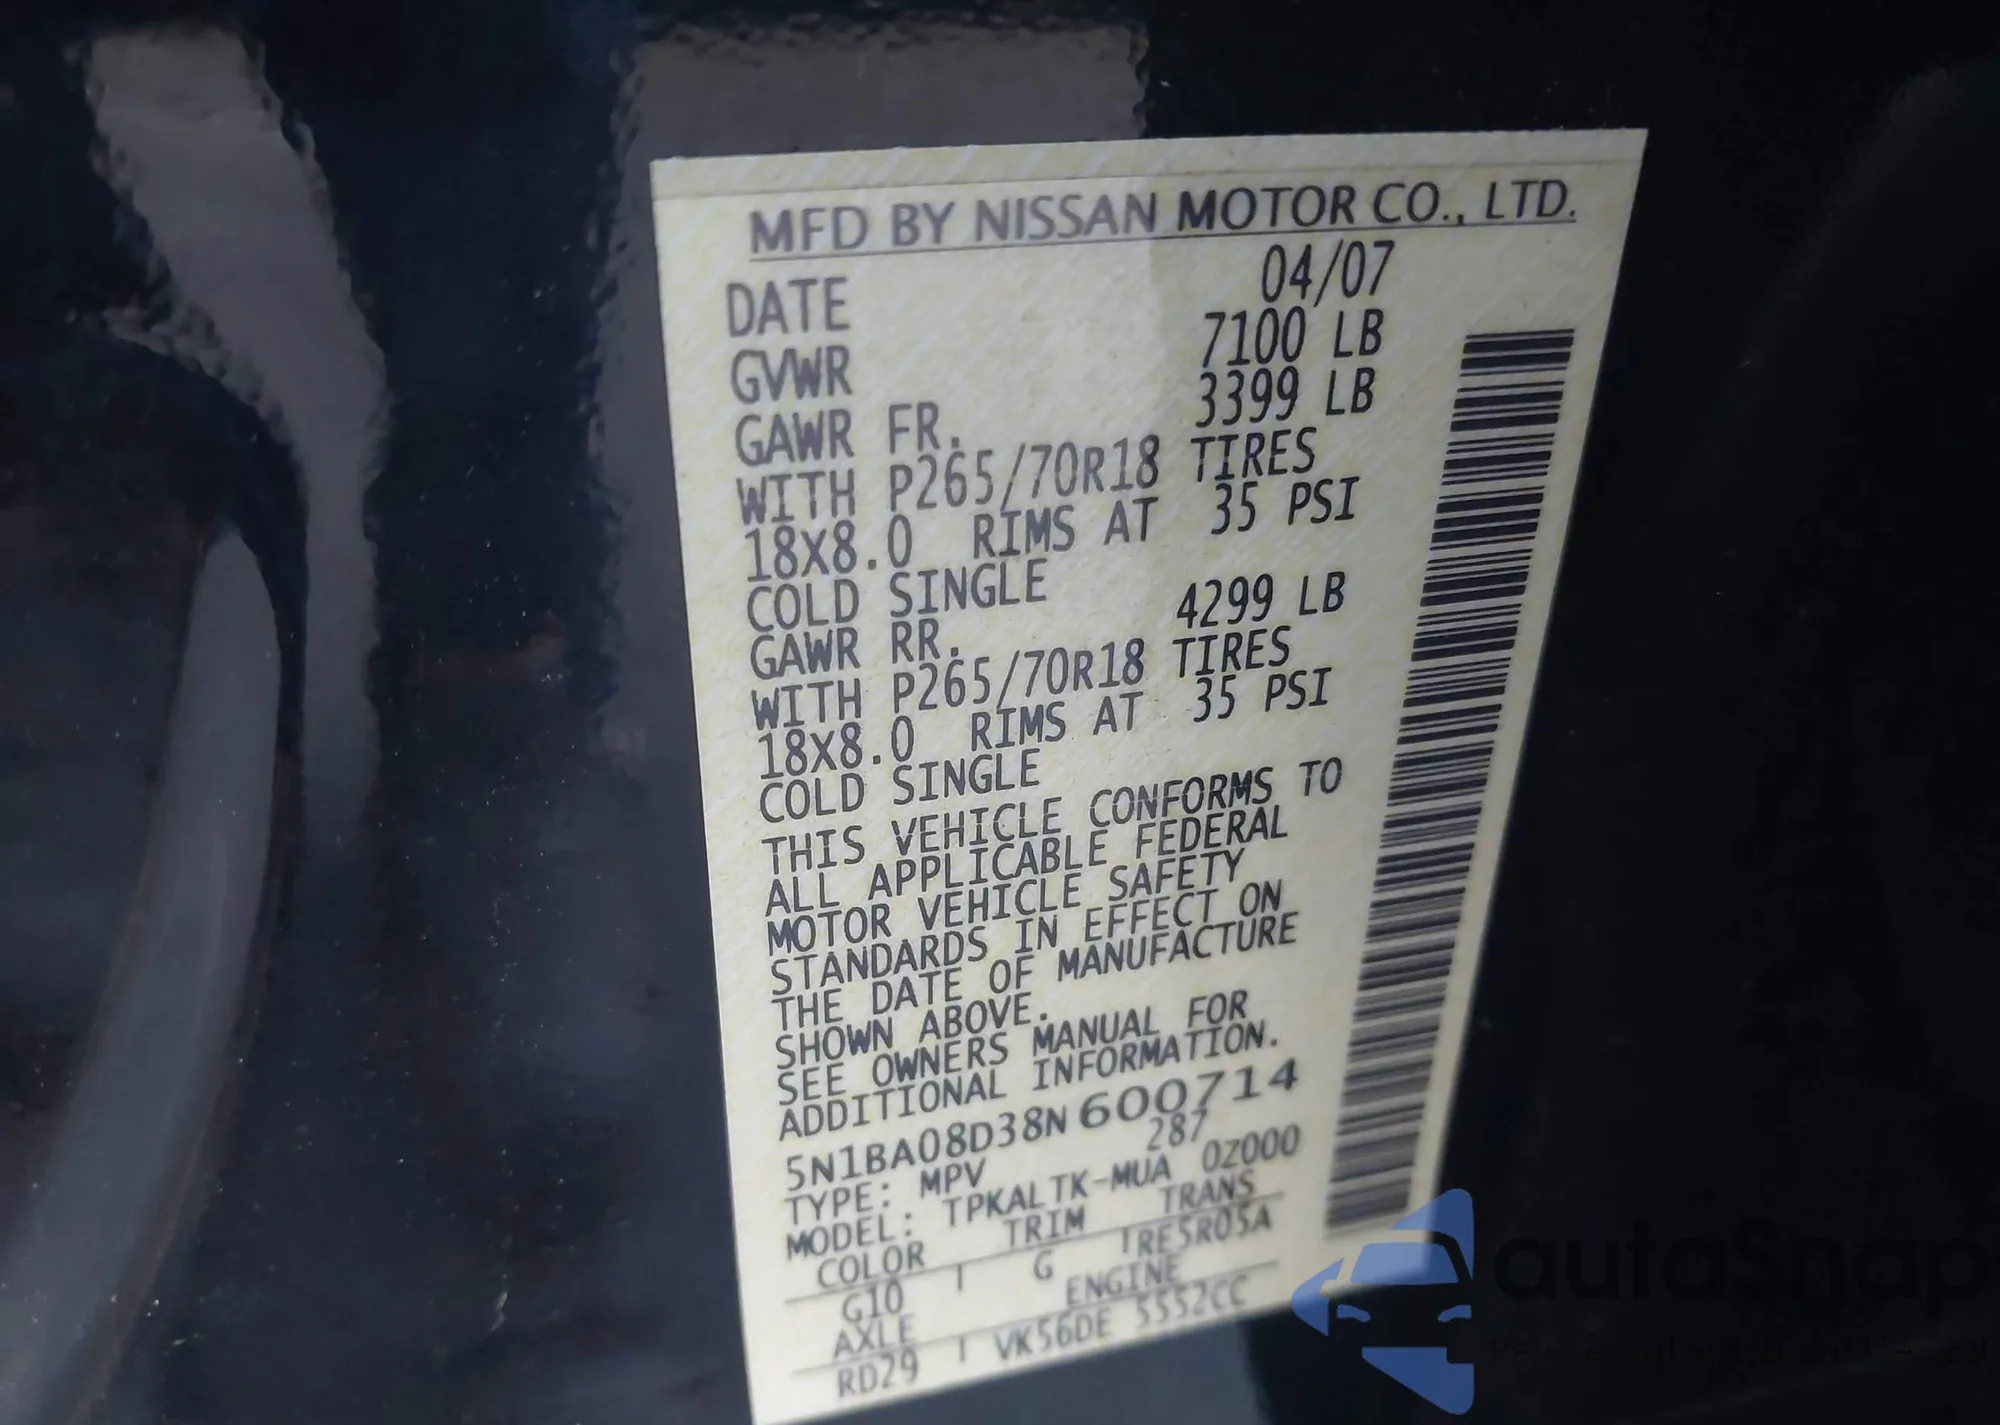 MFD BY NISSAN MOTOR CO., LTD.
DATE 04/07
GVWR 7100 LB
GAWR FR. 3399 LB
WITH P265/70R18 TIRES
18X8.0 RIMS AT 35 PSI
COLD SINGLE
GAWR RR. 4299 LB
WITH P265/70R18 TIRES
18X8.0 RIMS AT 35 PSI
COLD SINGLE
THIS VEHICLE CONFORMS TO
ALL APPLICABLE FEDERAL
MOTOR VEHICLE SAFETY
STANDARDS IN EFFECT ON
THE DATE OF MANUFACTURE
SHOWN ABOVE.
SEE OWNERS MANUAL FOR
ADDITIONAL INFORMATION.
5N1BA08D38N600714
TYPE: MPV 287
MODEL: TPKALTK-MUA 0Z000
COLOR TRIM TRANS
G10 G RE5R05A
AXLE ENGINE
RD29 VK56DE 5552CC
autaSnap